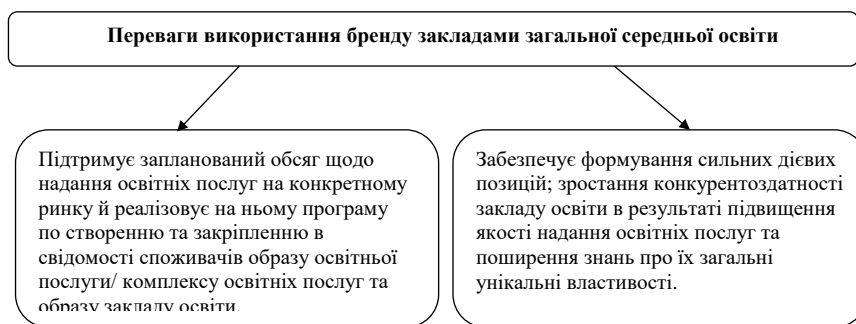 Переваги використання бренду закладами загальної середньої освіти
Підтримує запланований обсяг щодо
надання освітніх послуг на конкретному
ринку й реалізовує на ньому програму
по створенню та закріпленню в
свідомості споживачів образу освітньої
послуги/ комплексу освітніх послуг та
образу закладу освіти.
Забезпечує формування сильних дієвих
позицій; зростання конкурентоздатності
закладу освіти в результаті підвищення
якості надання освітніх послуг та
поширення знань про їх загальні
унікальні властивості.